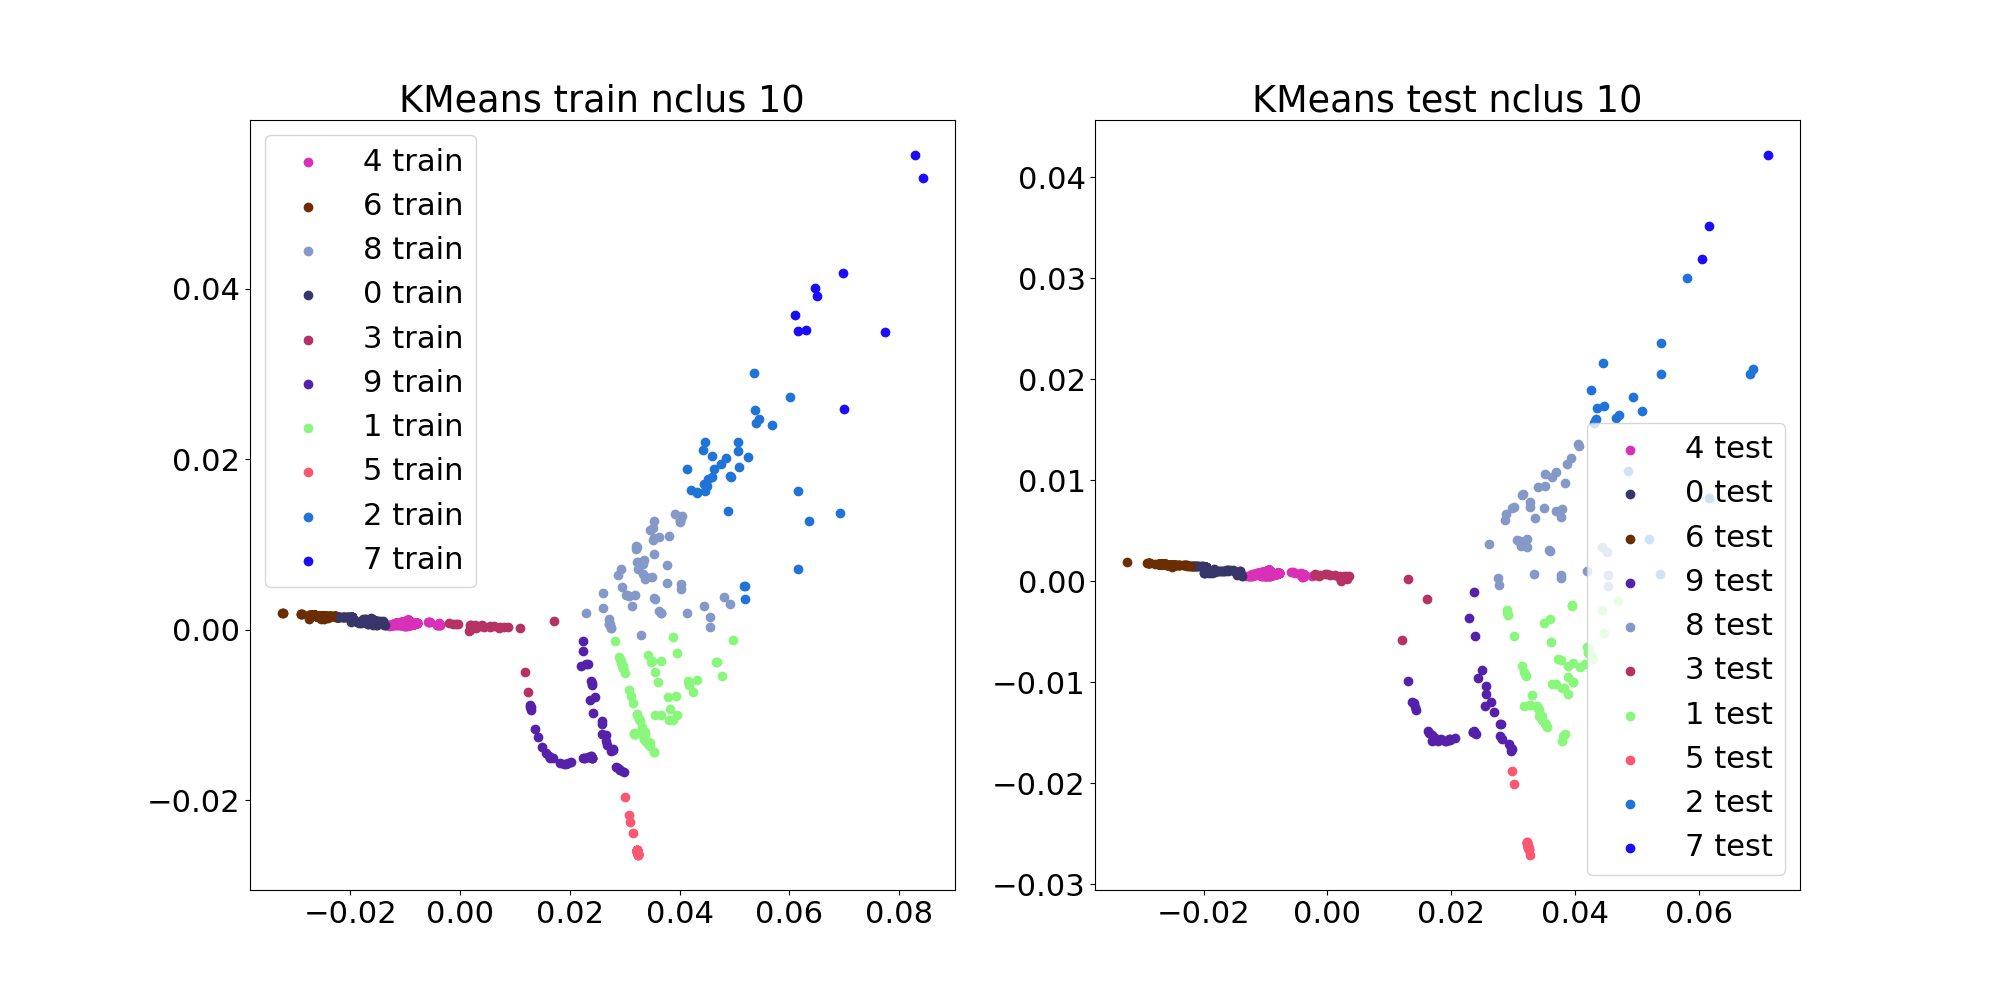 KMeans train nclus 10
4 train
6 train
8 train
0 train
3 train
9 train
1 train
5 train
2 train
7 train
0.04
0.02
0.00
−0.02
−0.02
0.00
0.02
0.04
0.06
0.08
KMeans test nclus 10
0.04
0.03
0.02
0.01
0.00
−0.01
−0.02
−0.03
4 test
0 test
6 test
9 test
8 test
3 test
1 test
5 test
2 test
7 test
−0.02
0.00
0.02
0.04
0.06